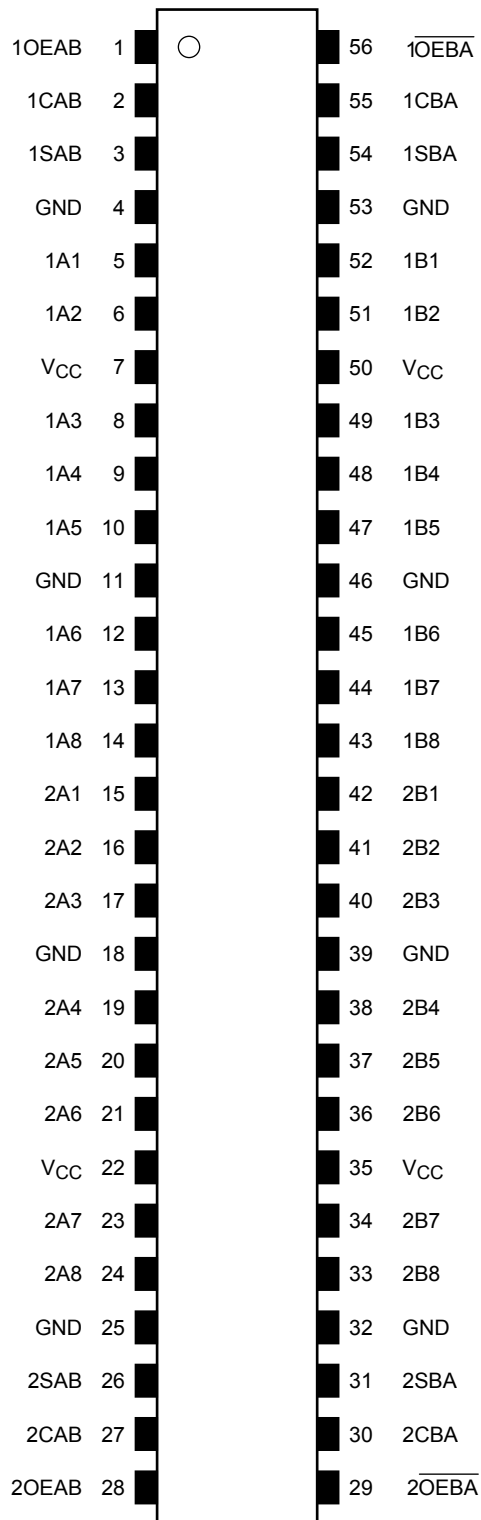 1OEAB 1 56 1O̅E̅B̅A̅
1CAB 2 55 1CBA
1SAB 3 54 1SBA
GND 4 53 GND
1A1 5 52 1B1
1A2 6 51 1B2
VCC 7 50 VCC
1A3 8 49 1B3
1A4 9 48 1B4
1A5 10 47 1B5
GND 11 46 GND
1A6 12 45 1B6
1A7 13 44 1B7
1A8 14 43 1B8
2A1 15 42 2B1
2A2 16 41 2B2
2A3 17 40 2B3
GND 18 39 GND
2A4 19 38 2B4
2A5 20 37 2B5
2A6 21 36 2B6
VCC 22 35 VCC
2A7 23 34 2B7
2A8 24 33 2B8
GND 25 32 GND
2SAB 26 31 2SBA
2CAB 27 30 2CBA
2OEAB 28 29 2O̅E̅B̅A̅